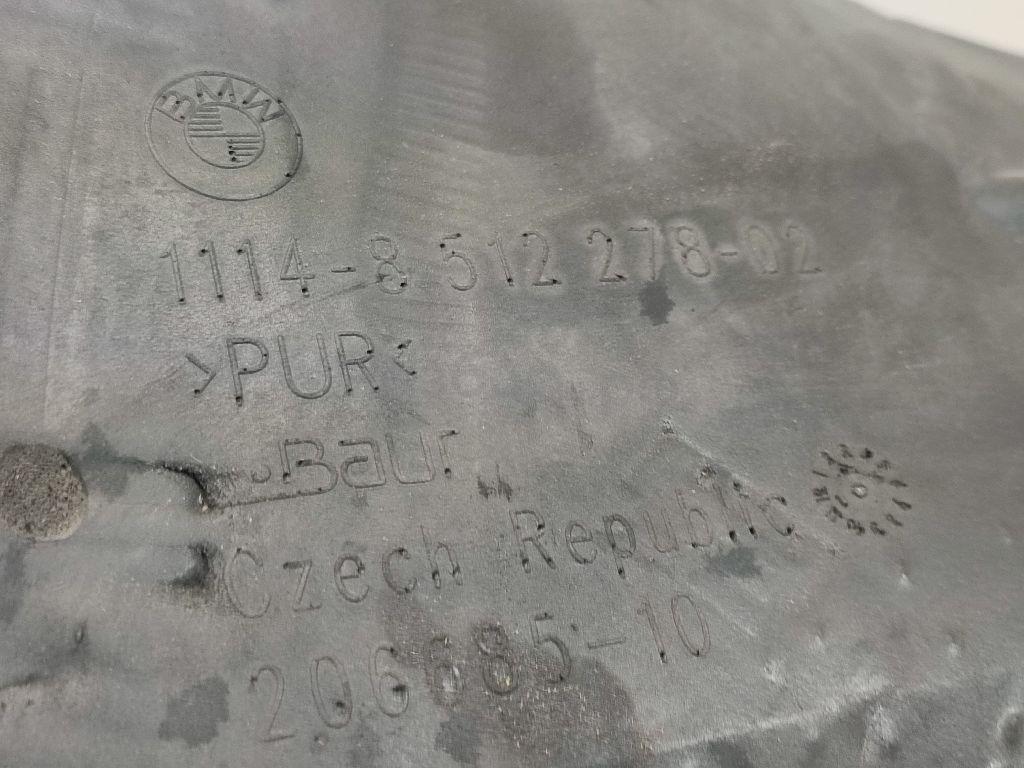 BMW
1114-8 512 278-02
>PUR<
Baur
Czech Republic
206685-10